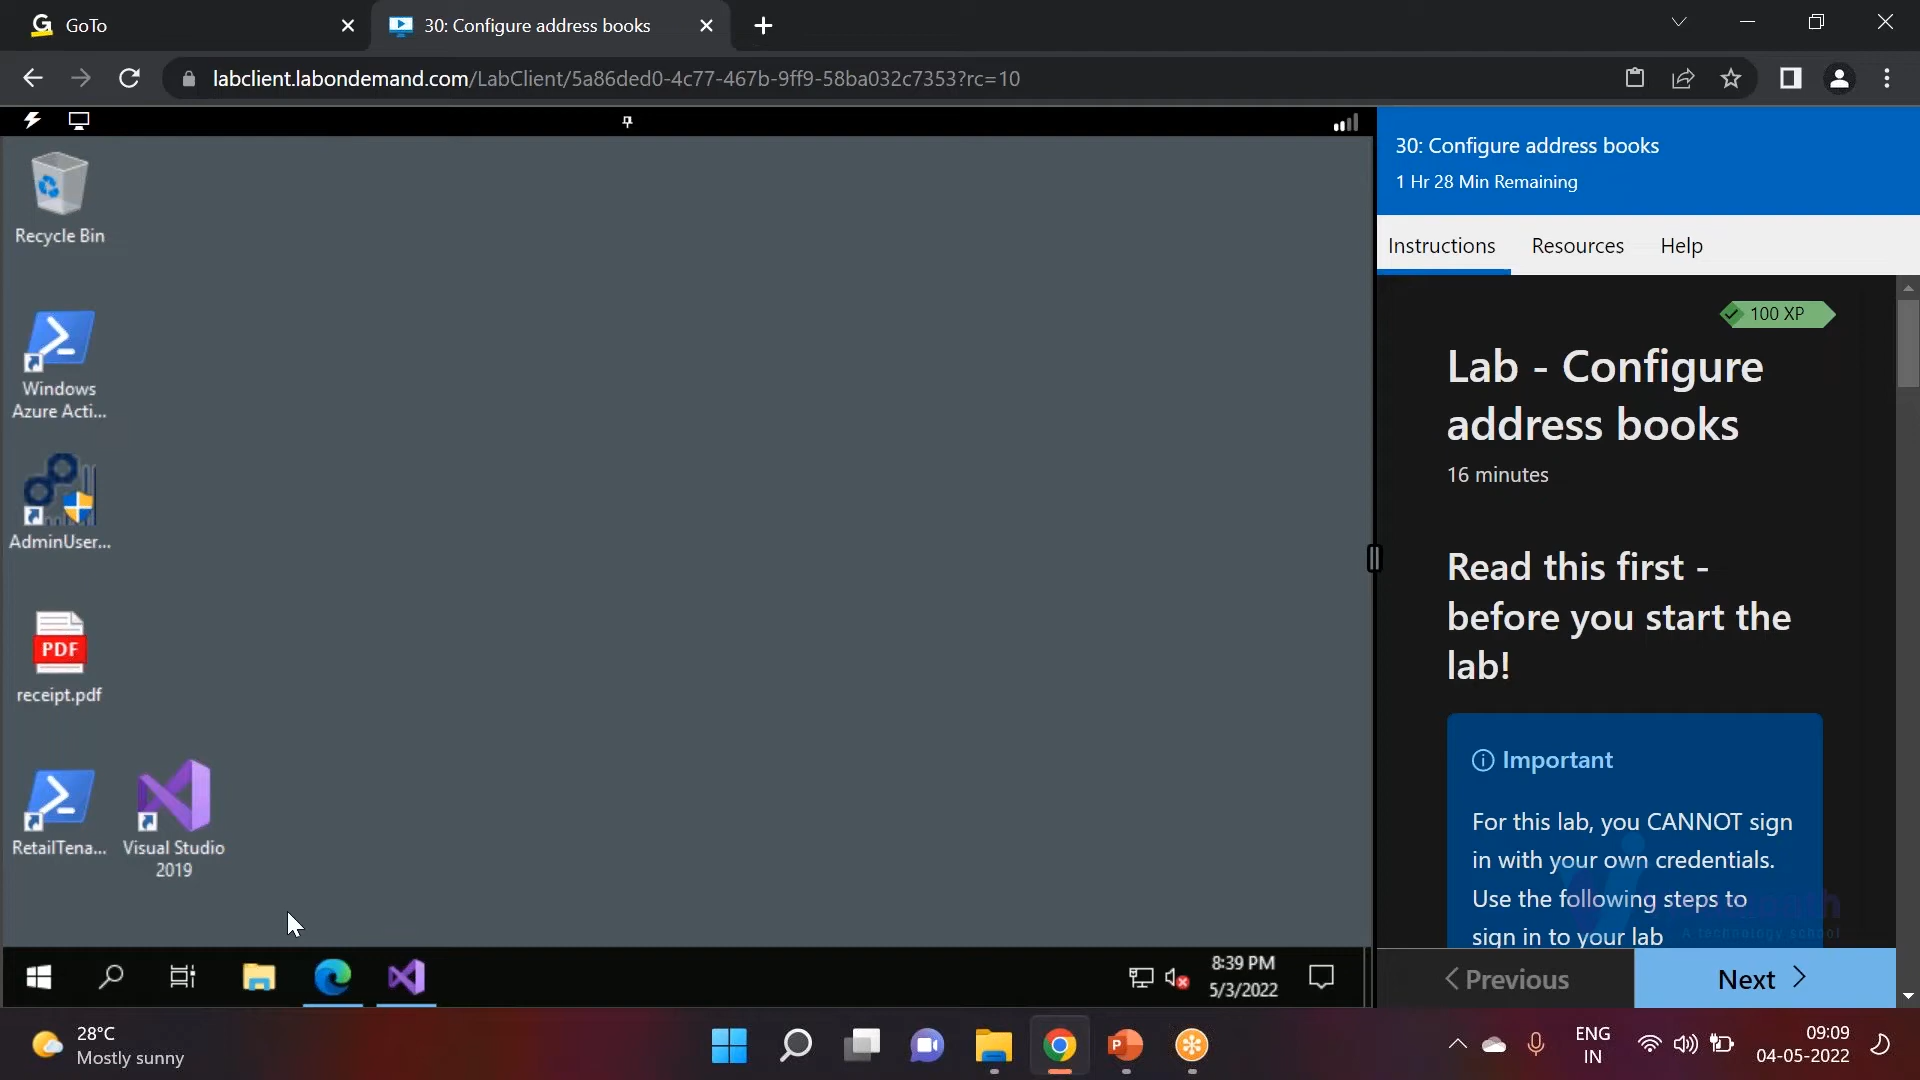 GoTo
30: Configure address books
labclient.labondemand.com/LabClient/5a86ded0-4c77-467b-9ff9-58ba032c7353?rc=10
Recycle Bin
Windows
Azure Acti...
AdminUser...
PDF
receipt.pdf
RetailTena...
Visual Studio
2019
8:39 PM
5/3/2022
30: Configure address books
1 Hr 28 Min Remaining
Instructions
Resources
Help
100 XP
Lab - Configure
address books
16 minutes
Read this first -
before you start the
lab!
Important
For this lab, you CANNOT sign
in with your own credentials.
Use the following steps to
sign in to your lab
A technology school
Previous
Next
28°C
Mostly sunny
ENG
IN
09:09
04-05-2022